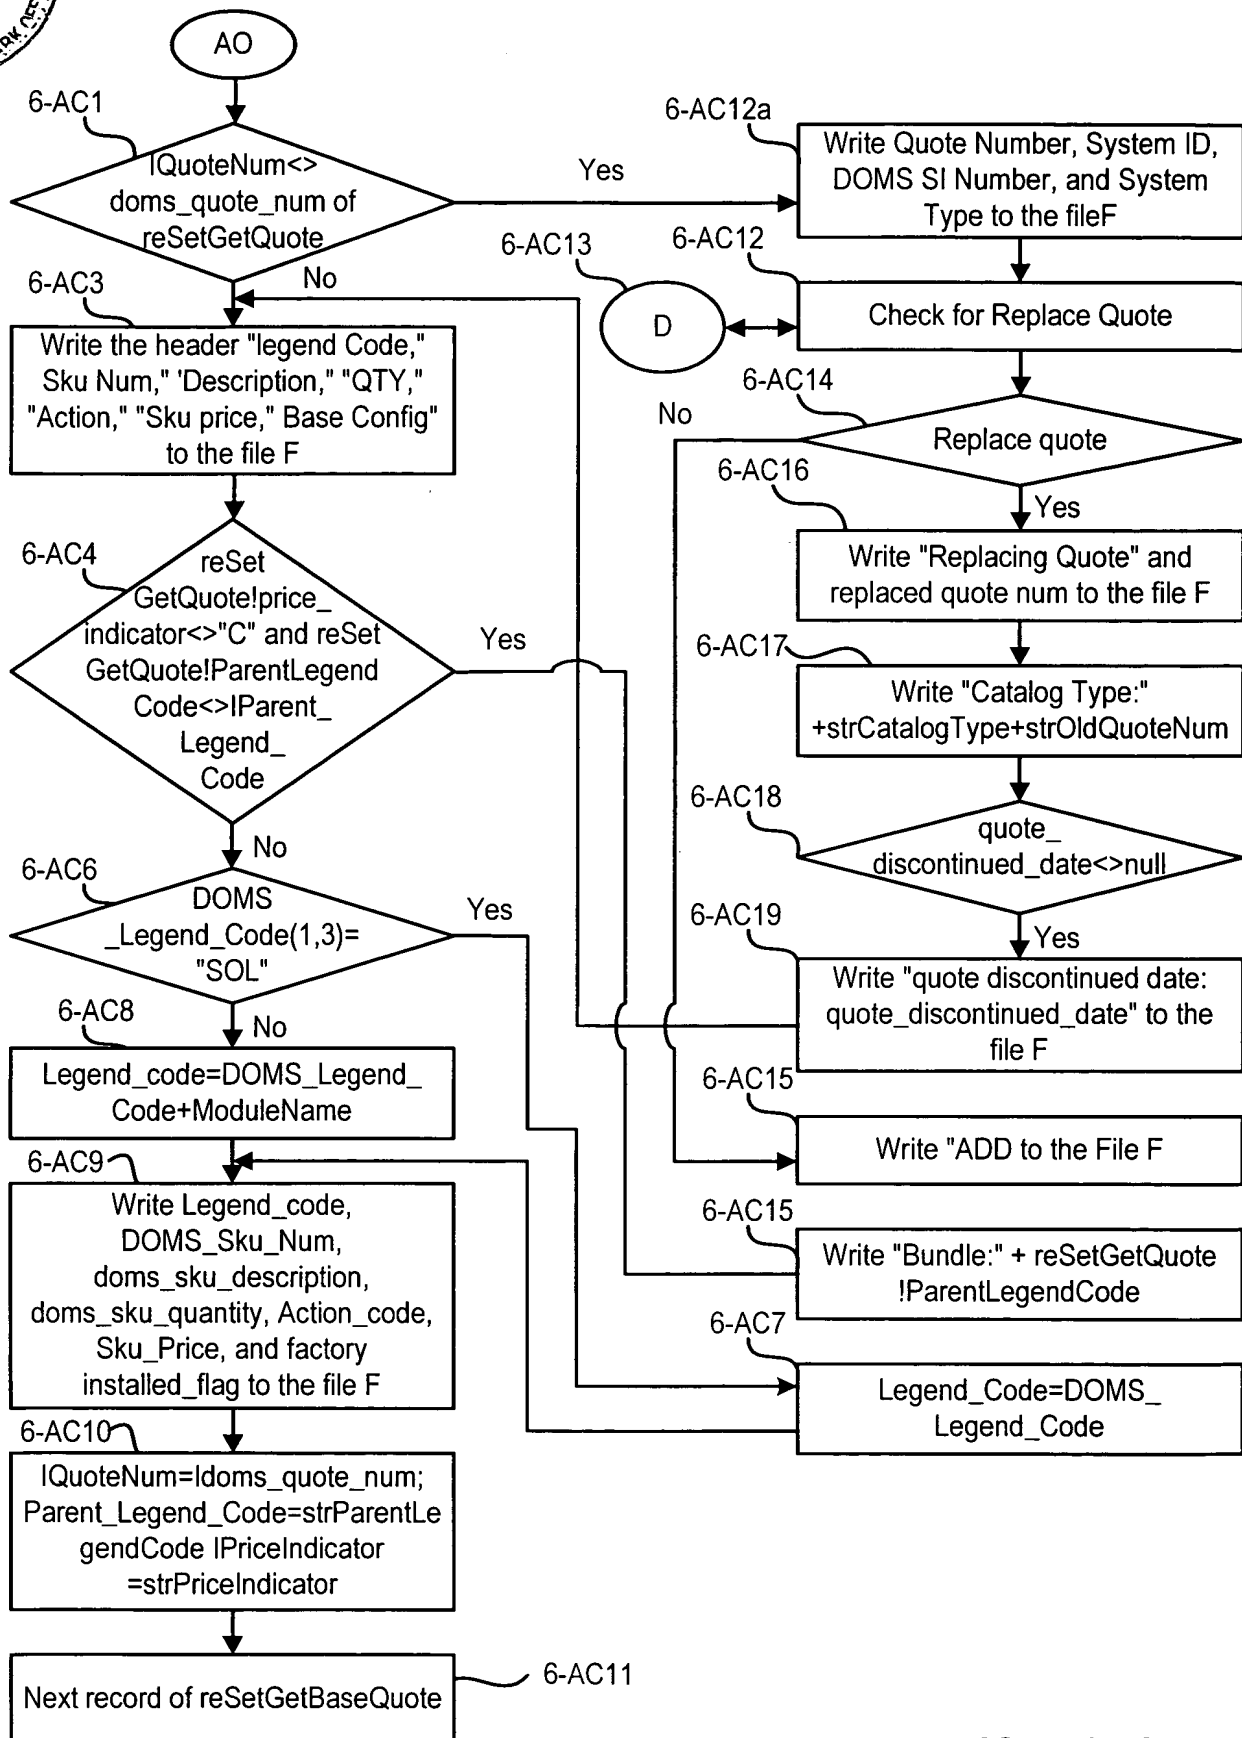 RK OFF
AO
6-AC1
IQuoteNum<>
doms_quote_num of
reSetGetQuote
Yes
No
6-AC3
Write the header "legend Code,"
Sku Num," 'Description," "QTY,"
"Action," "Sku price," Base Config"
to the file F
6-AC4
reSet
GetQuote!price_
indicator<>"C" and reSet
GetQuote!ParentLegend
Code<>IParent_
Legend_
Code
Yes
No
6-AC6
DOMS
_Legend_Code(1,3)=
"SOL"
Yes
No
6-AC8
Legend_code=DOMS_Legend_
Code+ModuleName
6-AC9
Write Legend_code,
DOMS_Sku_Num,
doms_sku_description,
doms_sku_quantity, Action_code,
Sku_Price, and factory
installed_flag to the file F
6-AC10
IQuoteNum=Idoms_quote_num;
Parent_Legend_Code=strParentLe
gendCode IPriceIndicator
=strPriceIndicator
Next record of reSetGetBaseQuote
6-AC11
6-AC12a
Write Quote Number, System ID,
DOMS SI Number, and System
Type to the fileF
6-AC13
D
6-AC12
Check for Replace Quote
6-AC14
No
Replace quote
Yes
6-AC16
Write "Replacing Quote" and
replaced quote num to the file F
6-AC17
Write "Catalog Type:"
+strCatalogType+strOldQuoteNum
6-AC18
quote_
discontinued_date<>null
Yes
6-AC19
Write "quote discontinued date:
quote_discontinued_date" to the
file F
6-AC15
Write "ADD to the File F
6-AC15
Write "Bundle:" + reSetGetQuote
!ParentLegendCode
6-AC7
Legend_Code=DOMS_
Legend_Code